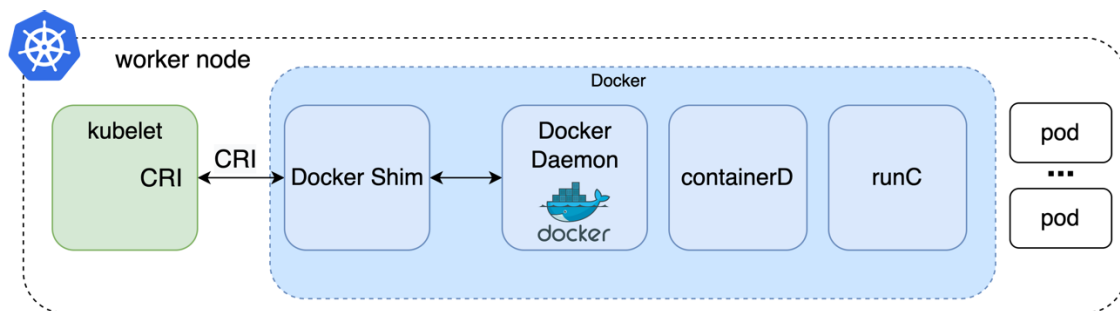 worker node
Docker
kubelet
CRI
CRI
Docker Shim
Docker
Daemon
docker
containerD
runC
pod
...
pod